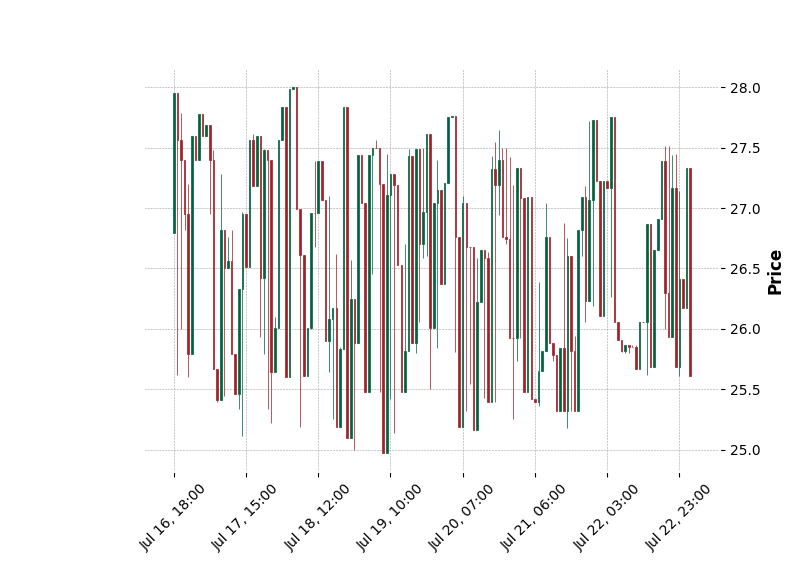 28.0
27.5
27.0
26.5
26.0
25.5
25.0
Price
Jul 16, 18:00
Jul 17, 15:00
Jul 18, 12:00
Jul 19, 10:00
Jul 20, 07:00
Jul 21, 06:00
Jul 22, 03:00
Jul 22, 23:00